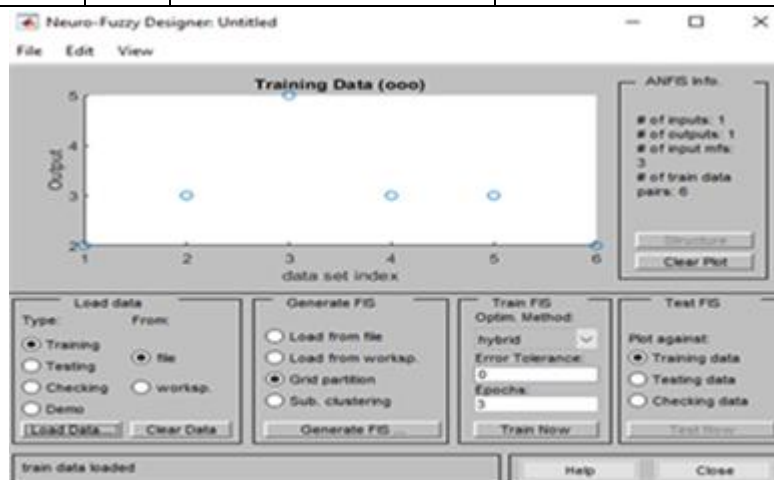 Neuro-Fuzzy Designer: Untitled
File Edit View
Training Data (ooo)
5
4
3
2
Output
1 2 3 4 5 6
data set index
ANFIS Info.
# of inputs: 1
# of outputs: 1
# of input mfs:
3
# of train data
pairs: 6
Structure
Clear Plot
Load data
Type: From:
Training
Testing
Checking
Demo
file
worksp.
Load Data... Clear Data
Generate FIS
Load from file
Load from worksp.
Grid partition
Sub. clustering
Generate FIS ...
Train FIS
Optim. Method:
hybrid
Error Tolerance:
0
Epochs:
3
Train Now
Test FIS
Plot against:
Training data
Testing data
Checking data
Test Now
train data loaded
Help Close